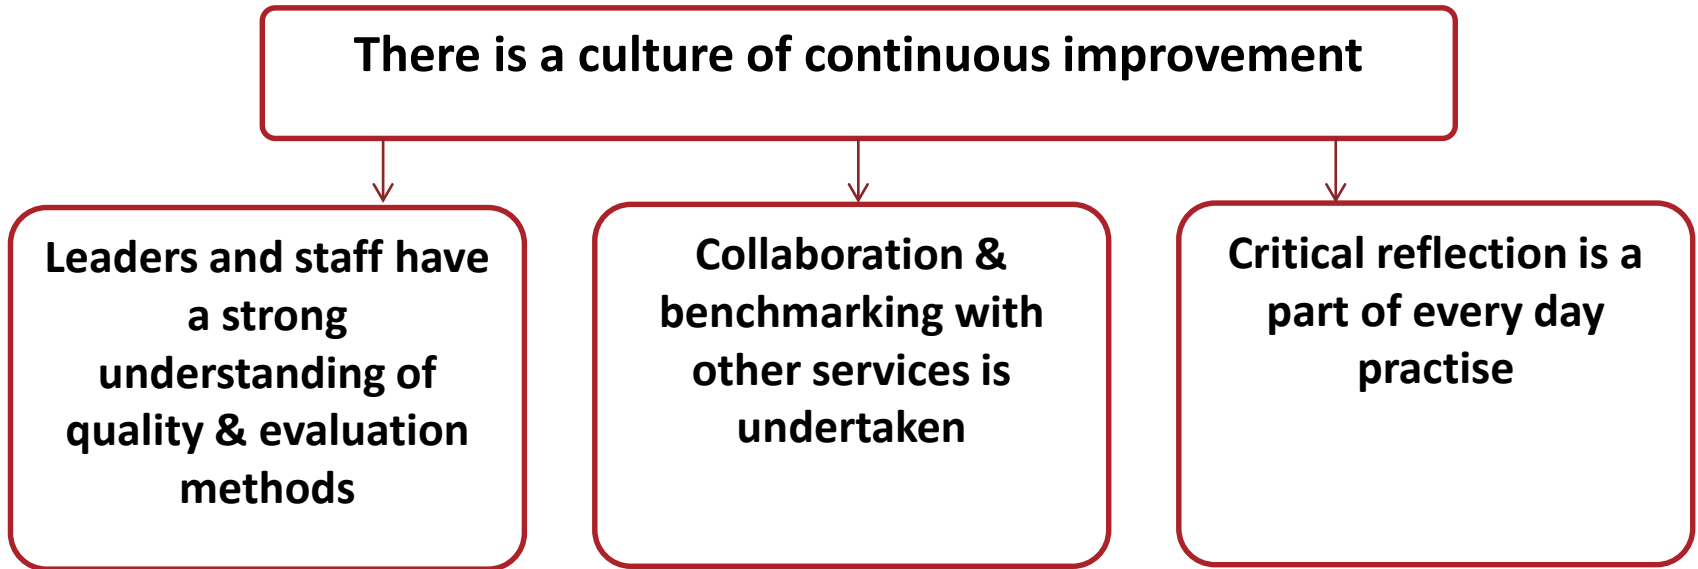 There is a culture of continuous improvement
Leaders and staff have
a strong
understanding of
quality & evaluation
methods
Collaboration &
benchmarking with
other services is
undertaken
Critical reflection is a
part of every day
practise